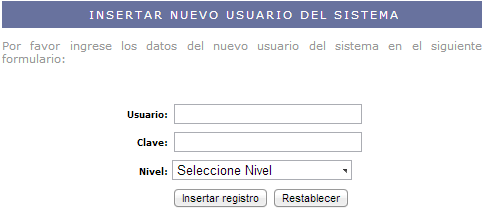 INSERTAR NUEVO USUARIO DEL SISTEMA
Por favor ingrese los datos del nuevo usuario del sistema en el siguiente
formulario:
Usuario:
Clave:
Nivel: Seleccione Nivel
Insertar registro Restablecer